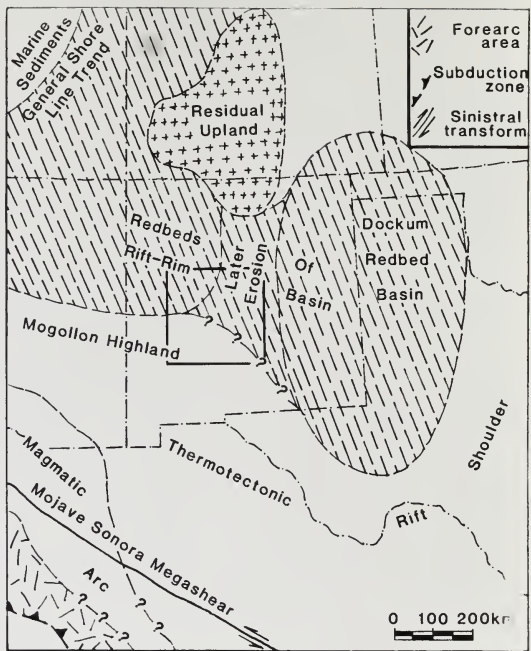 Marine
Sediments
General Shore
Line Trend
Residual
Upland
Forearc
area
Subduction
zone
Sinistral
transform
Redbeds
Rift-Rim
Later
Erosion
Of
Basin
Dockum
Redbed
Basin
Mogollon Highland
?
?
?
Shoulder
Thermotectonic
Rift
Magmatic
Arc
Mojave Sonora Megashear
?
?
?
?
?
?
0 100 200km